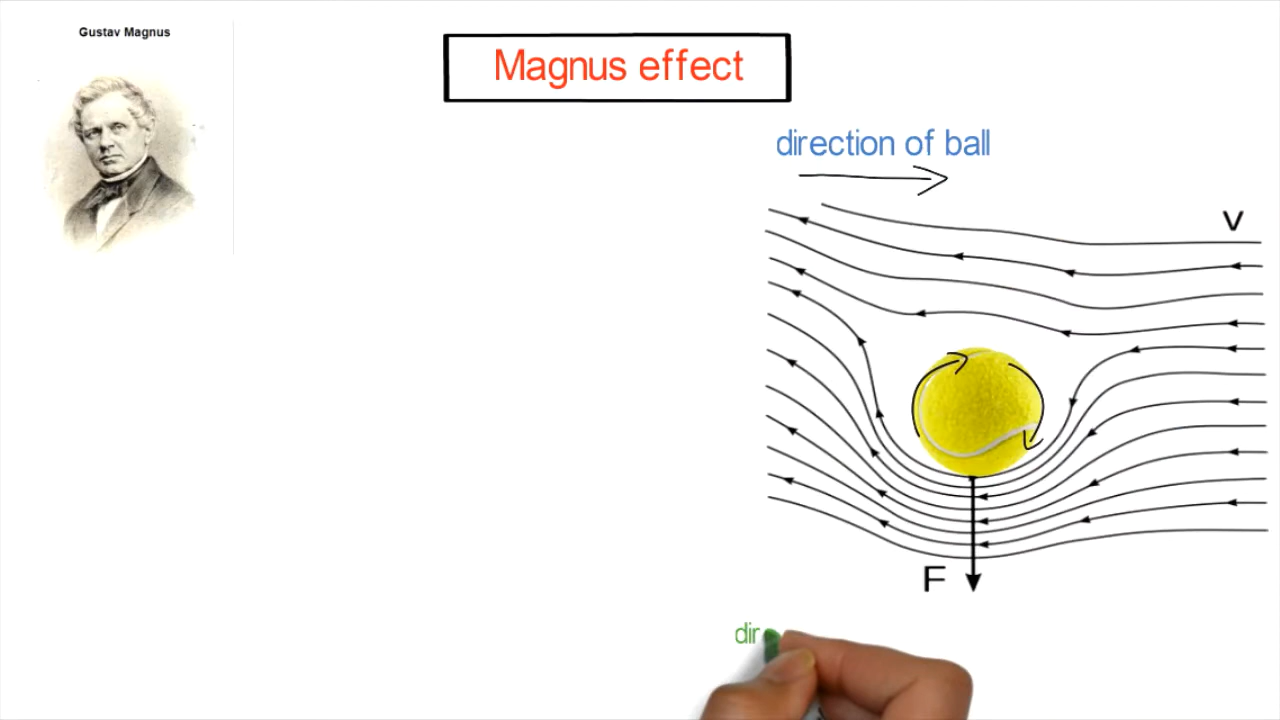 Gustav Magnus
Magnus effect
direction of ball
V
F
dir